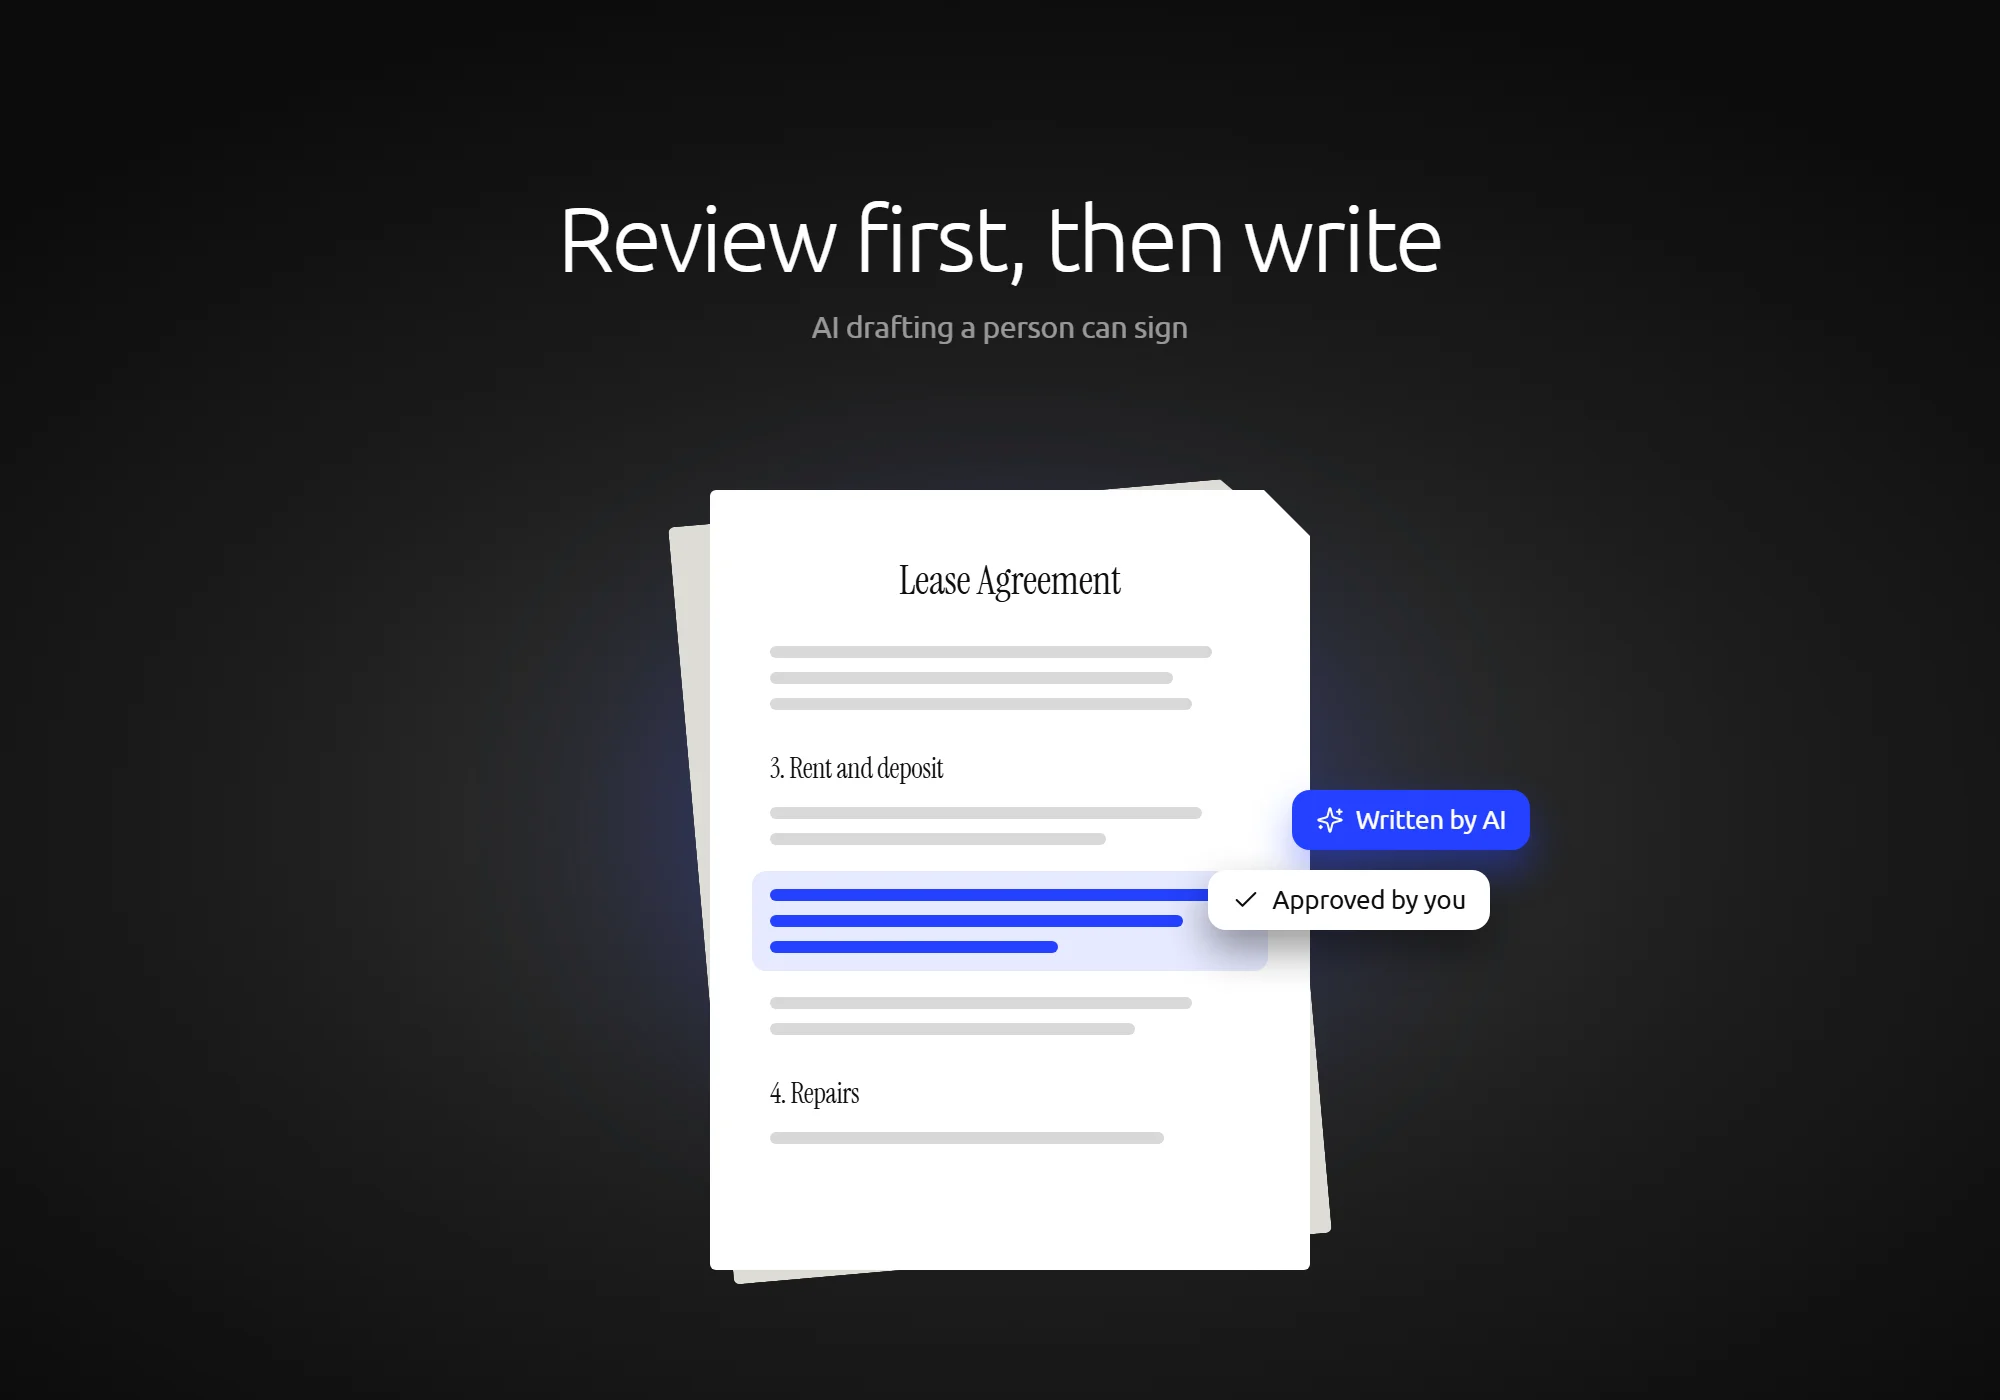 Review first, then write
AI drafting a person can sign
Lease Agreement
3. Rent and deposit
Written by AI
Approved by you
4. Repairs